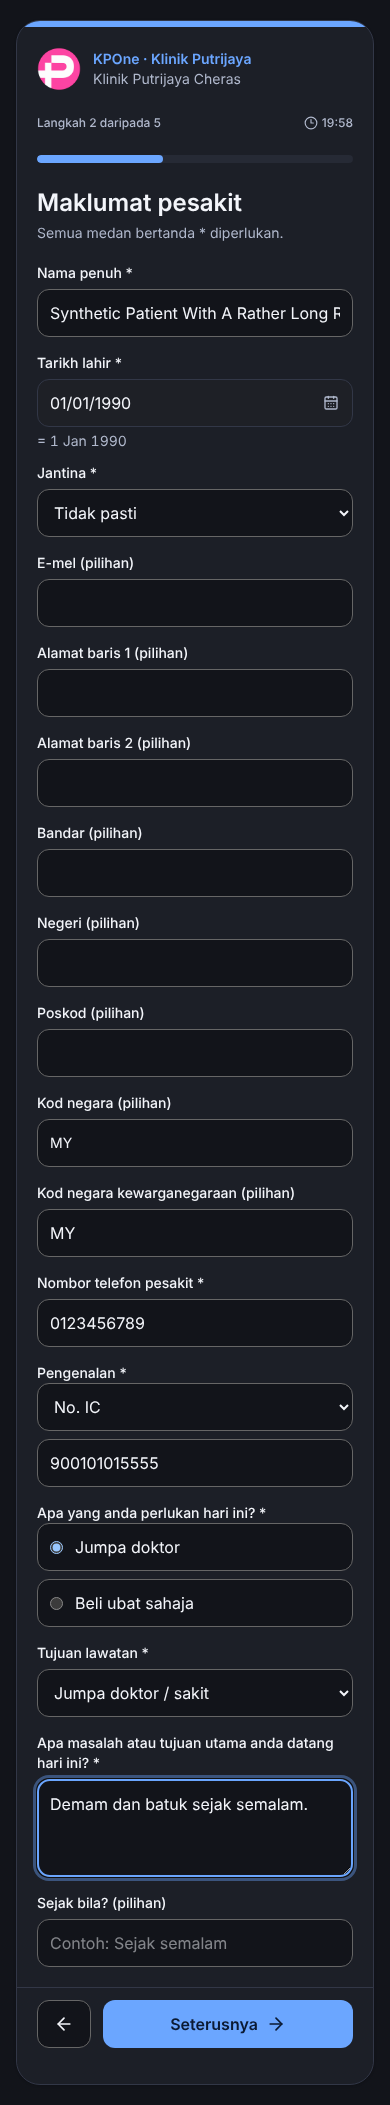 KPOne · Klinik Putrijaya
Klinik Putrijaya Cheras
Langkah 2 daripada 5
19:58
Maklumat pesakit
Semua medan bertanda * diperlukan.
Nama penuh *
Synthetic Patient With A Rather Long R
Tarikh lahir *
01/01/1990
= 1 Jan 1990
Jantina *
Tidak pasti
E-mel (pilihan)
Alamat baris 1 (pilihan)
Alamat baris 2 (pilihan)
Bandar (pilihan)
Negeri (pilihan)
Poskod (pilihan)
Kod negara (pilihan)
MY
Kod negara kewarganegaraan (pilihan)
MY
Nombor telefon pesakit *
0123456789
Pengenalan *
No. IC
900101015555
Apa yang anda perlukan hari ini? *
Jumpa doktor
Beli ubat sahaja
Tujuan lawatan *
Jumpa doktor / sakit
Apa masalah atau tujuan utama anda datang
hari ini? *
Demam dan batuk sejak semalam.
Sejak bila? (pilihan)
Contoh: Sejak semalam
Seterusnya